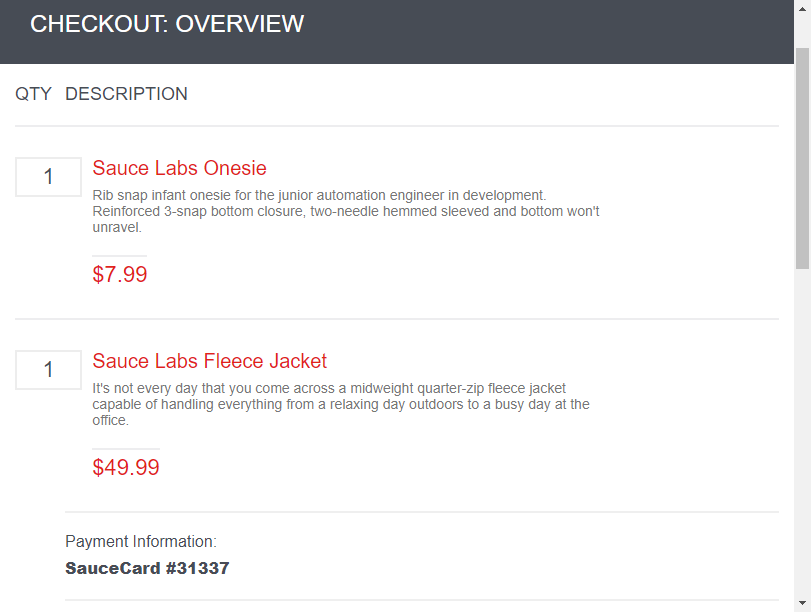 CHECKOUT: OVERVIEW
QTY DESCRIPTION
1
Sauce Labs Onesie
Rib snap infant onesie for the junior automation engineer in development.
Reinforced 3-snap bottom closure, two-needle hemmed sleeved and bottom won't
unravel.
$7.99
1
Sauce Labs Fleece Jacket
It's not every day that you come across a midweight quarter-zip fleece jacket
capable of handling everything from a relaxing day outdoors to a busy day at the
office.
$49.99
Payment Information:
SauceCard #31337